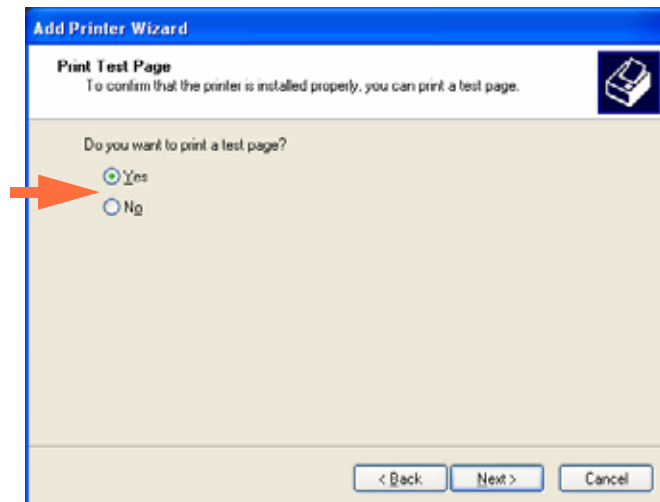 Add Printer Wizard
Print Test Page
To confirm that the printer is installed properly, you can print a test page.
Do you want to print a test page?
Yes
No
< Back Next > Cancel